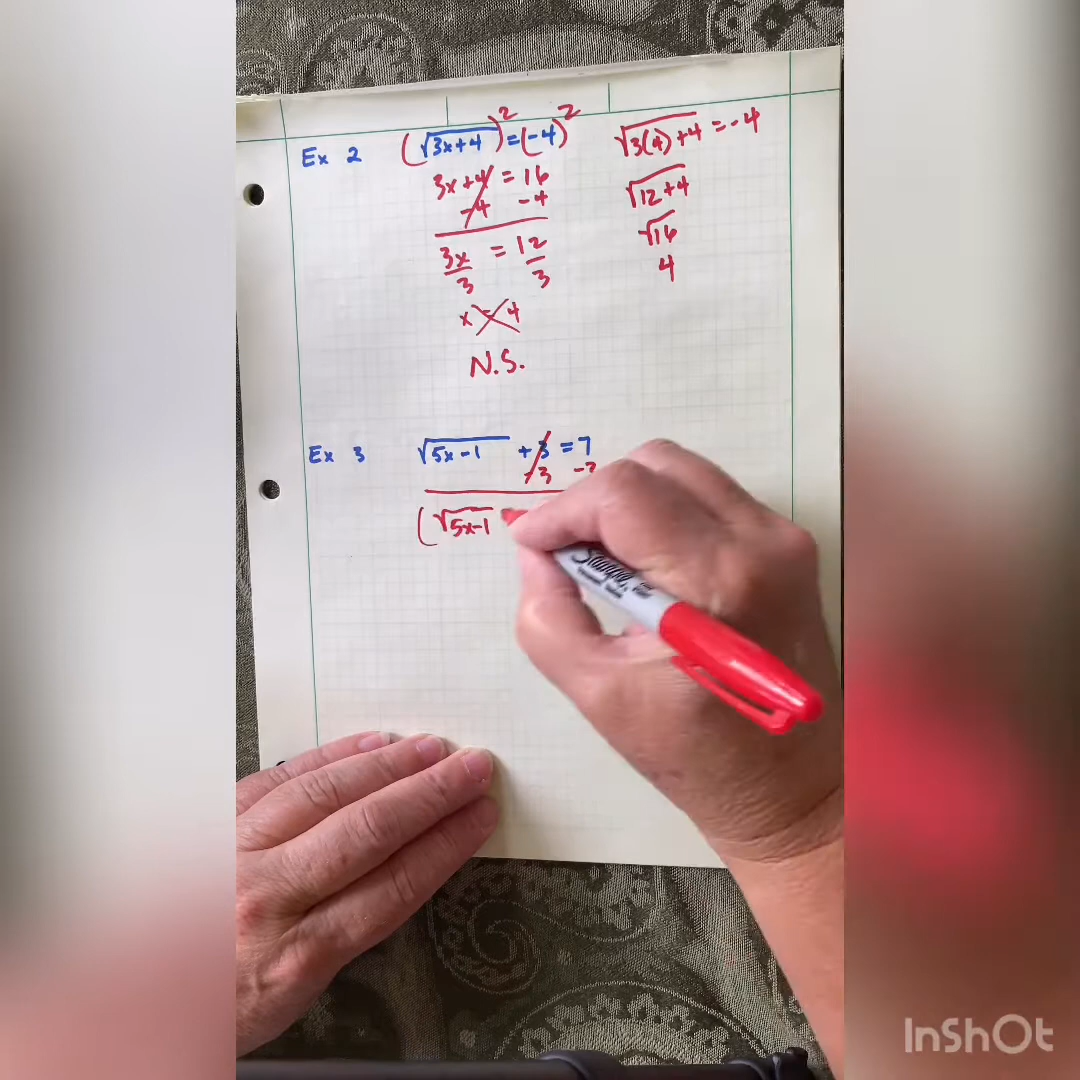 Ex 2 (√3x+4)² = (-4)² √3(4)+4 = -4
3x+4 = 16 √12+4
-4 -4 √16
3x = 12 4
3 3
x = 4
N.S.
Ex 3 √5x-1 + 3 = 7
-3 -3
(√5x-1
Sharpie
InShOt